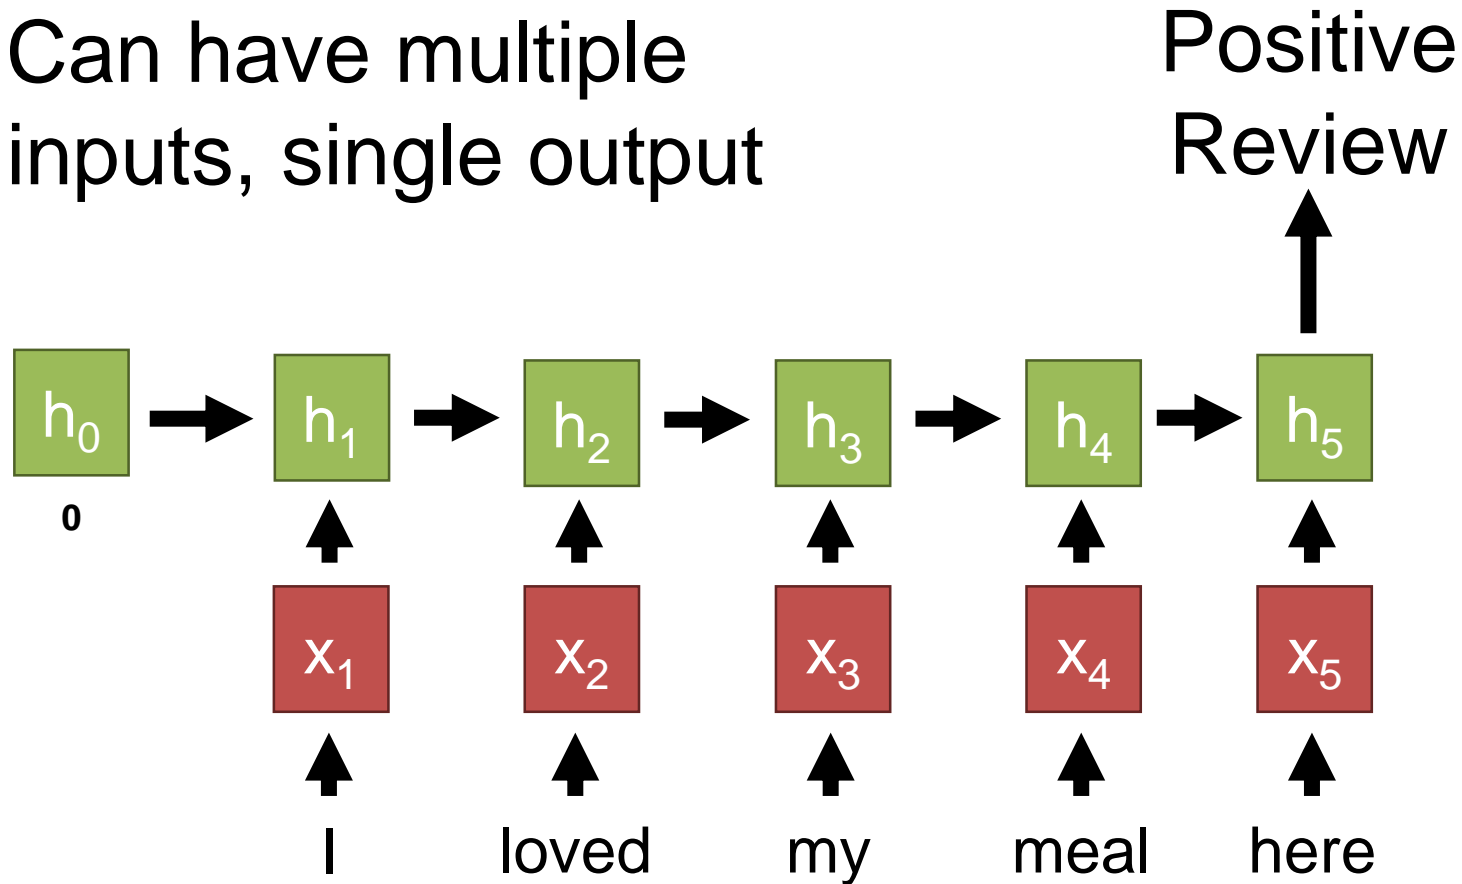 Can have multiple
inputs, single output
Positive
Review
h₀ h₁ h₂ h₃ h₄ h₅
0
x₁ x₂ x₃ x₄ x₅
I loved my meal here